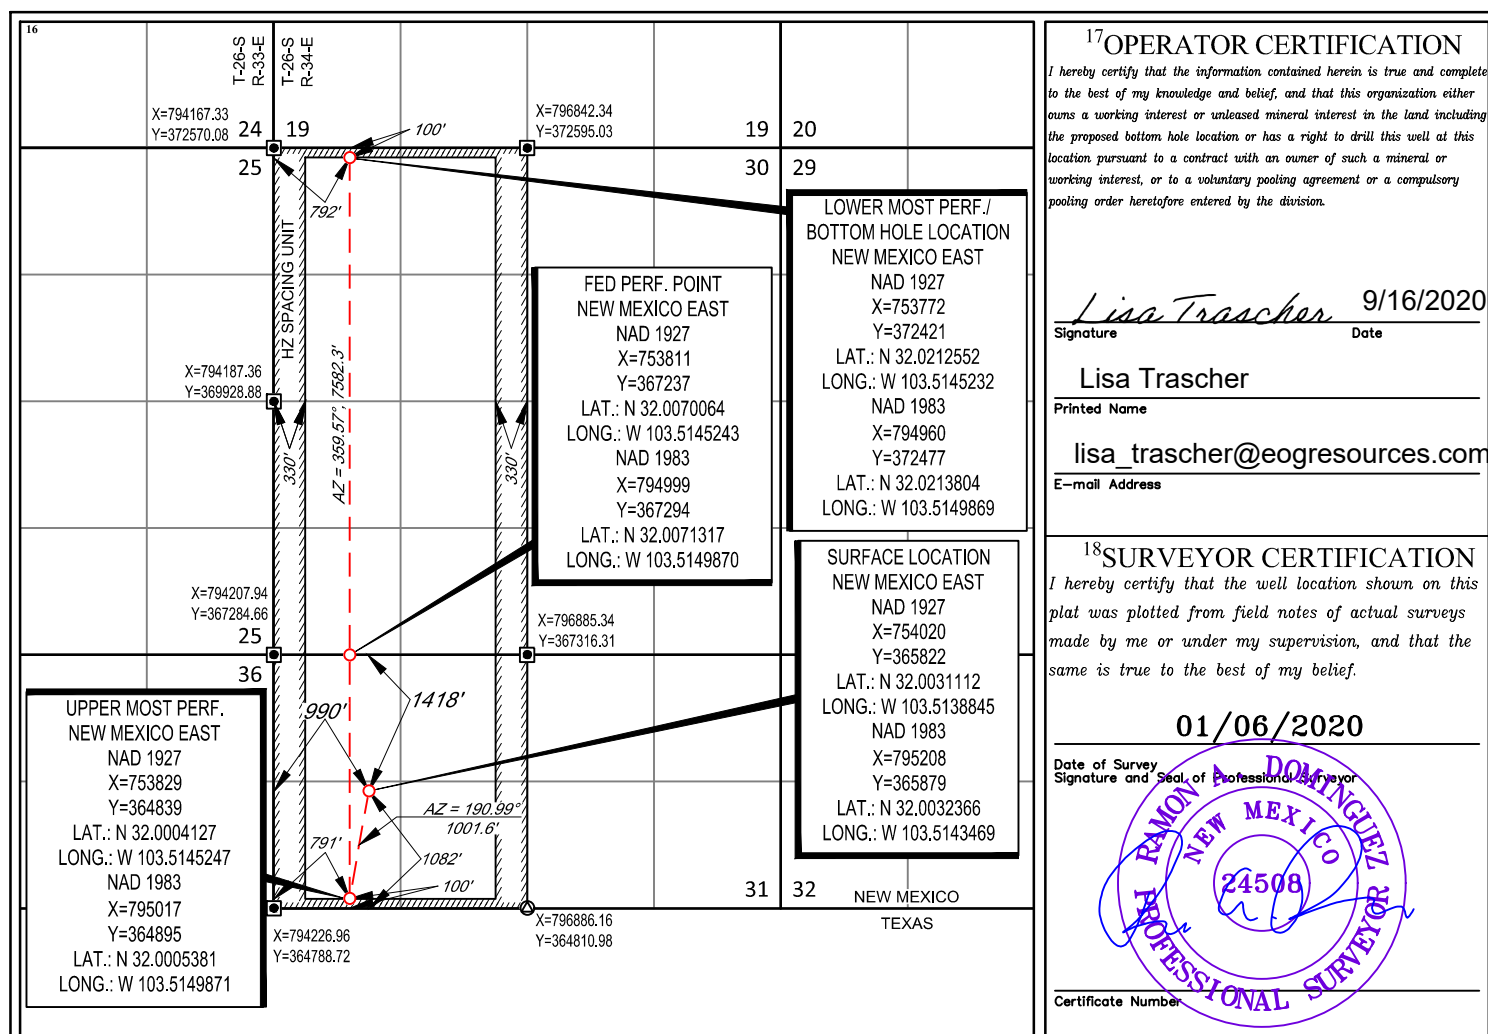 16
T-26-S
R-33-E
T-26-S
R-34-E
X=794167.33
Y=372570.08
24
19
100'
X=796842.34
Y=372595.03
19
20
25
30
29
792'
HZ SPACING UNIT
LOWER MOST PERF./
BOTTOM HOLE LOCATION
NEW MEXICO EAST
NAD 1927
X=753772
Y=372421
LAT.: N 32.0212552
LONG.: W 103.5145232
NAD 1983
X=794960
Y=372477
LAT.: N 32.0213804
LONG.: W 103.5149869
FED PERF. POINT
NEW MEXICO EAST
NAD 1927
X=753811
Y=367237
LAT.: N 32.0070064
LONG.: W 103.5145243
NAD 1983
X=794999
Y=367294
LAT.: N 32.0071317
LONG.: W 103.5149870
X=794187.36
Y=369928.88
AZ = 359.57°, 7582.3'
330'
330'
SURFACE LOCATION
NEW MEXICO EAST
NAD 1927
X=754020
Y=365822
LAT.: N 32.0031112
LONG.: W 103.5138845
NAD 1983
X=795208
Y=365879
LAT.: N 32.0032366
LONG.: W 103.5143469
X=794207.94
Y=367284.66
X=796885.34
Y=367316.31
25
36
990'
1418'
UPPER MOST PERF.
NEW MEXICO EAST
NAD 1927
X=753829
Y=364839
LAT.: N 32.0004127
LONG.: W 103.5145247
NAD 1983
X=795017
Y=364895
LAT.: N 32.0005381
LONG.: W 103.5149871
AZ = 190.99°
1001.6'
791'
1082'
100'
31
32
NEW MEXICO
TEXAS
X=794226.96
Y=364788.72
X=796886.16
Y=364810.98
17OPERATOR CERTIFICATION
I hereby certify that the information contained herein is true and complete
to the best of my knowledge and belief, and that this organization either
owns a working interest or unleased mineral interest in the land including
the proposed bottom hole location or has a right to drill this well at this
location pursuant to a contract with an owner of such a mineral or
working interest, or to a voluntary pooling agreement or a compulsory
pooling order heretofore entered by the division.
Lisa Trascher 9/16/2020
Signature Date
Lisa Trascher
Printed Name
lisa_trascher@eogresources.com
E-mail Address
18SURVEYOR CERTIFICATION
I hereby certify that the well location shown on this
plat was plotted from field notes of actual surveys
made by me or under my supervision, and that the
same is true to the best of my belief.
01/06/2020
Date of Survey
Signature and Seal of Professional Surveyor
RAMON A. DOMINGUEZ
NEW MEXICO
24508
PROFESSIONAL SURVEYOR
Certificate Number